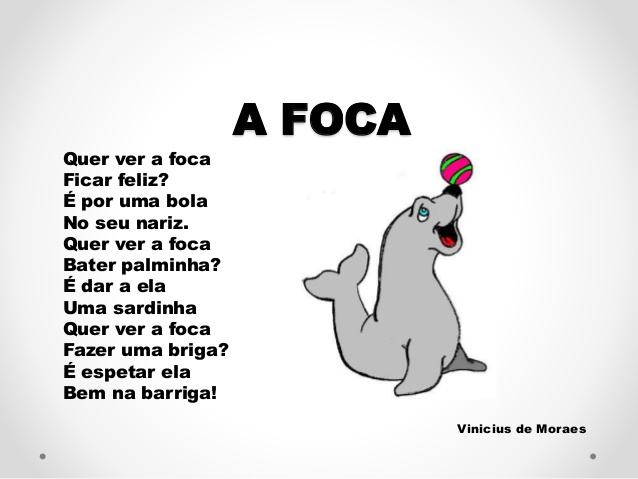 A FOCA
Quer ver a foca
Ficar feliz?
É por uma bola
No seu nariz.
Quer ver a foca
Bater palminha?
É dar a ela
Uma sardinha
Quer ver a foca
Fazer uma briga?
É espetar ela
Bem na barriga!
Vinicius de Moraes